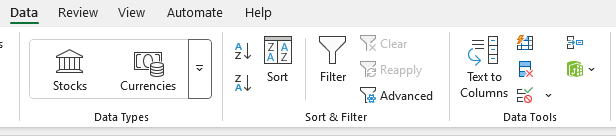 Data Review View Automate Help
Stocks Currencies
Data Types
A
Z
Z
A
Z A
A Z
Sort
Filter
Clear
Reapply
Advanced
Sort & Filter
Text to
Columns
Data Tools